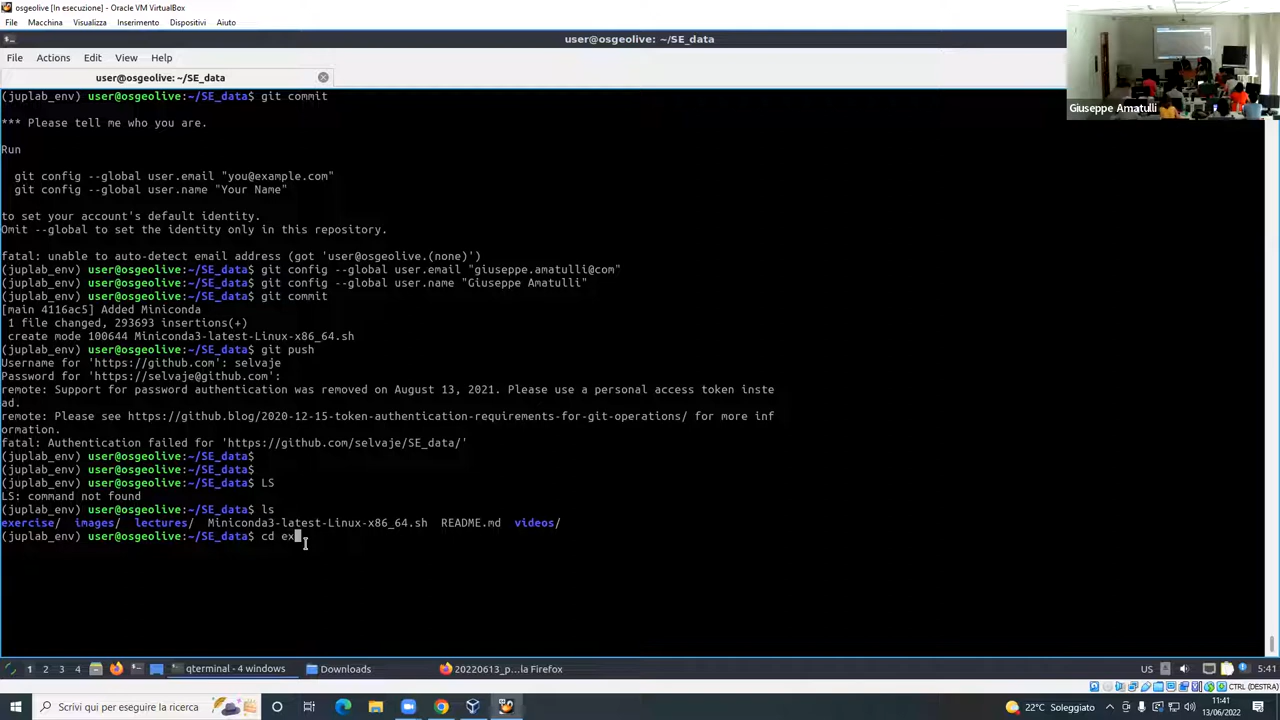 osgeolive [In esecuzione] - Oracle VM VirtualBox
File Macchina Visualizza Inserimento Dispositivi Aiuto
user@osgeolive: ~/SE_data
File Actions Edit View Help
user@osgeolive: ~/SE_data
(juplab_env) user@osgeolive:~/SE_data$ git commit
*** Please tell me who you are.
Run
git config --global user.email "you@example.com"
git config --global user.name "Your Name"
to set your account's default identity.
Omit --global to set the identity only in this repository.
fatal: unable to auto-detect email address (got 'user@osgeolive.(none)')
(juplab_env) user@osgeolive:~/SE_data$ git config --global user.email "giuseppe.amatulli@com"
(juplab_env) user@osgeolive:~/SE_data$ git config --global user.name "Giuseppe Amatulli"
(juplab_env) user@osgeolive:~/SE_data$ git commit
[main 4116ac5] Added Miniconda
1 file changed, 293693 insertions(+)
create mode 100644 Miniconda3-latest-Linux-x86_64.sh
(juplab_env) user@osgeolive:~/SE_data$ git push
Username for 'https://github.com': selvaje
Password for 'https://selvaje@github.com':
remote: Support for password authentication was removed on August 13, 2021. Please use a personal access token inste
ad.
remote: Please see https://github.blog/2020-12-15-token-authentication-requirements-for-git-operations/ for more inf
ormation.
fatal: Authentication failed for 'https://github.com/selvaje/SE_data/'
(juplab_env) user@osgeolive:~/SE_data$
(juplab_env) user@osgeolive:~/SE_data$
(juplab_env) user@osgeolive:~/SE_data$ LS
LS: command not found
(juplab_env) user@osgeolive:~/SE_data$ ls
exercise/ images/ lectures/ Miniconda3-latest-Linux-x86_64.sh README.md videos/
(juplab_env) user@osgeolive:~/SE_data$ cd ex
Giuseppe Amatulli
1 2 3 4 qterminal - 4 windows Downloads 20220613_p...la Firefox US 5:41
CTRL (DESTRA)
Scrivi qui per eseguire la ricerca 22°C Soleggiato 11:41
13/06/2022